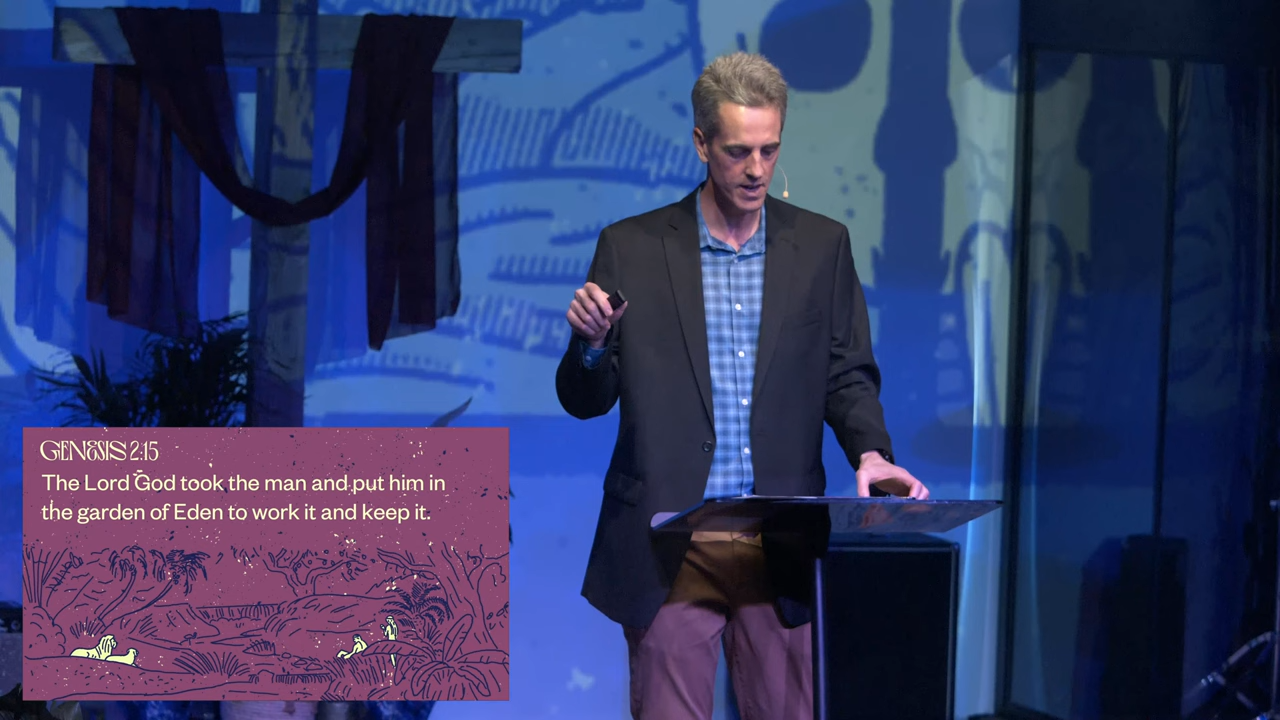 GENESIS 2:15
The Lord God took the man and put him in
the garden of Eden to work it and keep it.